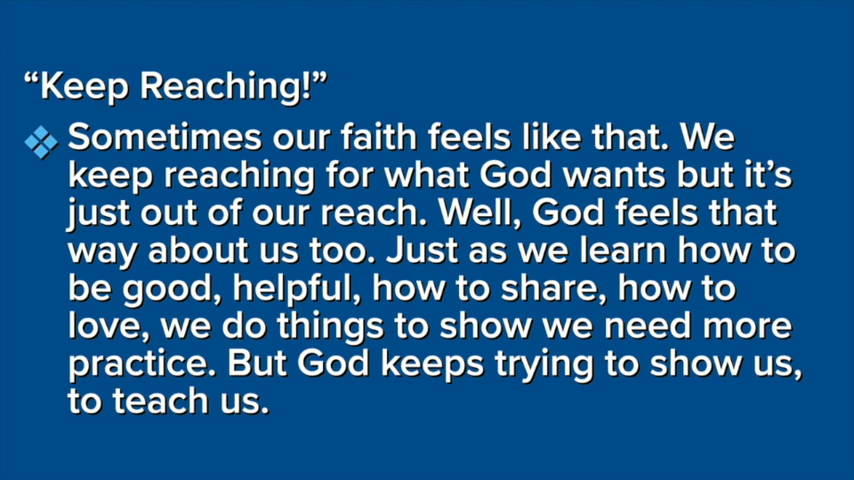 “Keep Reaching!”
Sometimes our faith feels like that. We
keep reaching for what God wants but it’s
just out of our reach. Well, God feels that
way about us too. Just as we learn how to
be good, helpful, how to share, how to
love, we do things to show we need more
practice. But God keeps trying to show us,
to teach us.